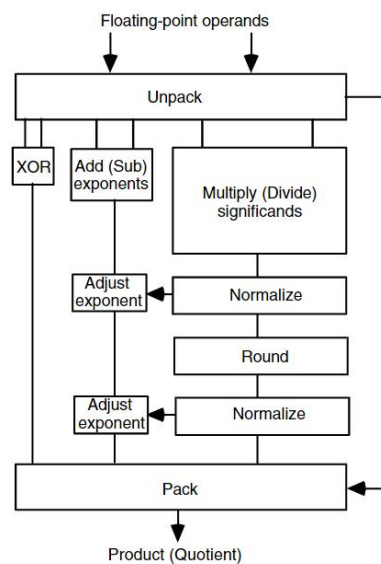 Floating-point operands
Unpack
XOR
Add (Sub)
exponents
Multiply (Divide)
significands
Adjust
exponent
Normalize
Round
Adjust
exponent
Normalize
Pack
Product (Quotient)